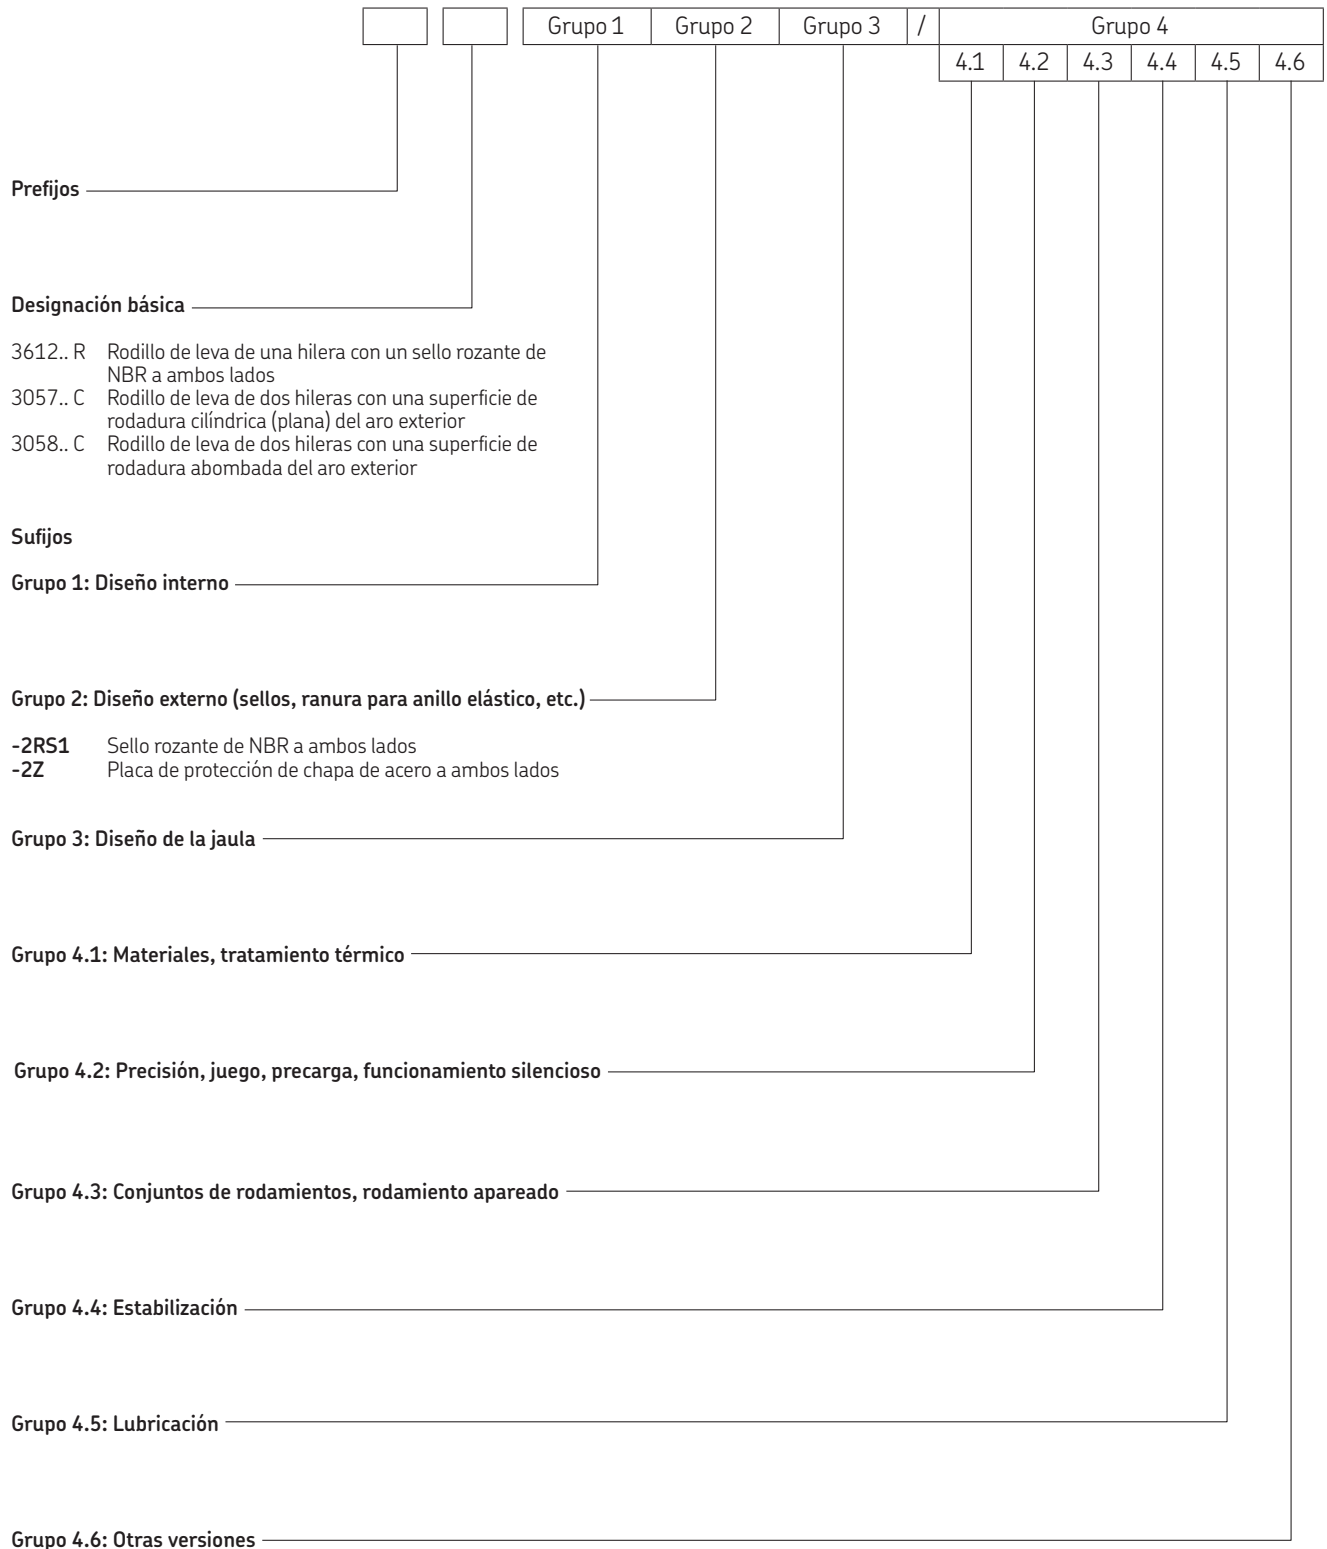 Grupo 1 Grupo 2 Grupo 3 / Grupo 4
4.1 4.2 4.3 4.4 4.5 4.6
Prefijos
Designación básica
3612.. R Rodillo de leva de una hilera con un sello rozante de
NBR a ambos lados
3057.. C Rodillo de leva de dos hileras con una superficie de
rodadura cilíndrica (plana) del aro exterior
3058.. C Rodillo de leva de dos hileras con una superficie de
rodadura abombada del aro exterior
Sufijos
Grupo 1: Diseño interno
Grupo 2: Diseño externo (sellos, ranura para anillo elástico, etc.)
-2RS1 Sello rozante de NBR a ambos lados
-2Z Placa de protección de chapa de acero a ambos lados
Grupo 3: Diseño de la jaula
Grupo 4.1: Materiales, tratamiento térmico
Grupo 4.2: Precisión, juego, precarga, funcionamiento silencioso
Grupo 4.3: Conjuntos de rodamientos, rodamiento apareado
Grupo 4.4: Estabilización
Grupo 4.5: Lubricación
Grupo 4.6: Otras versiones